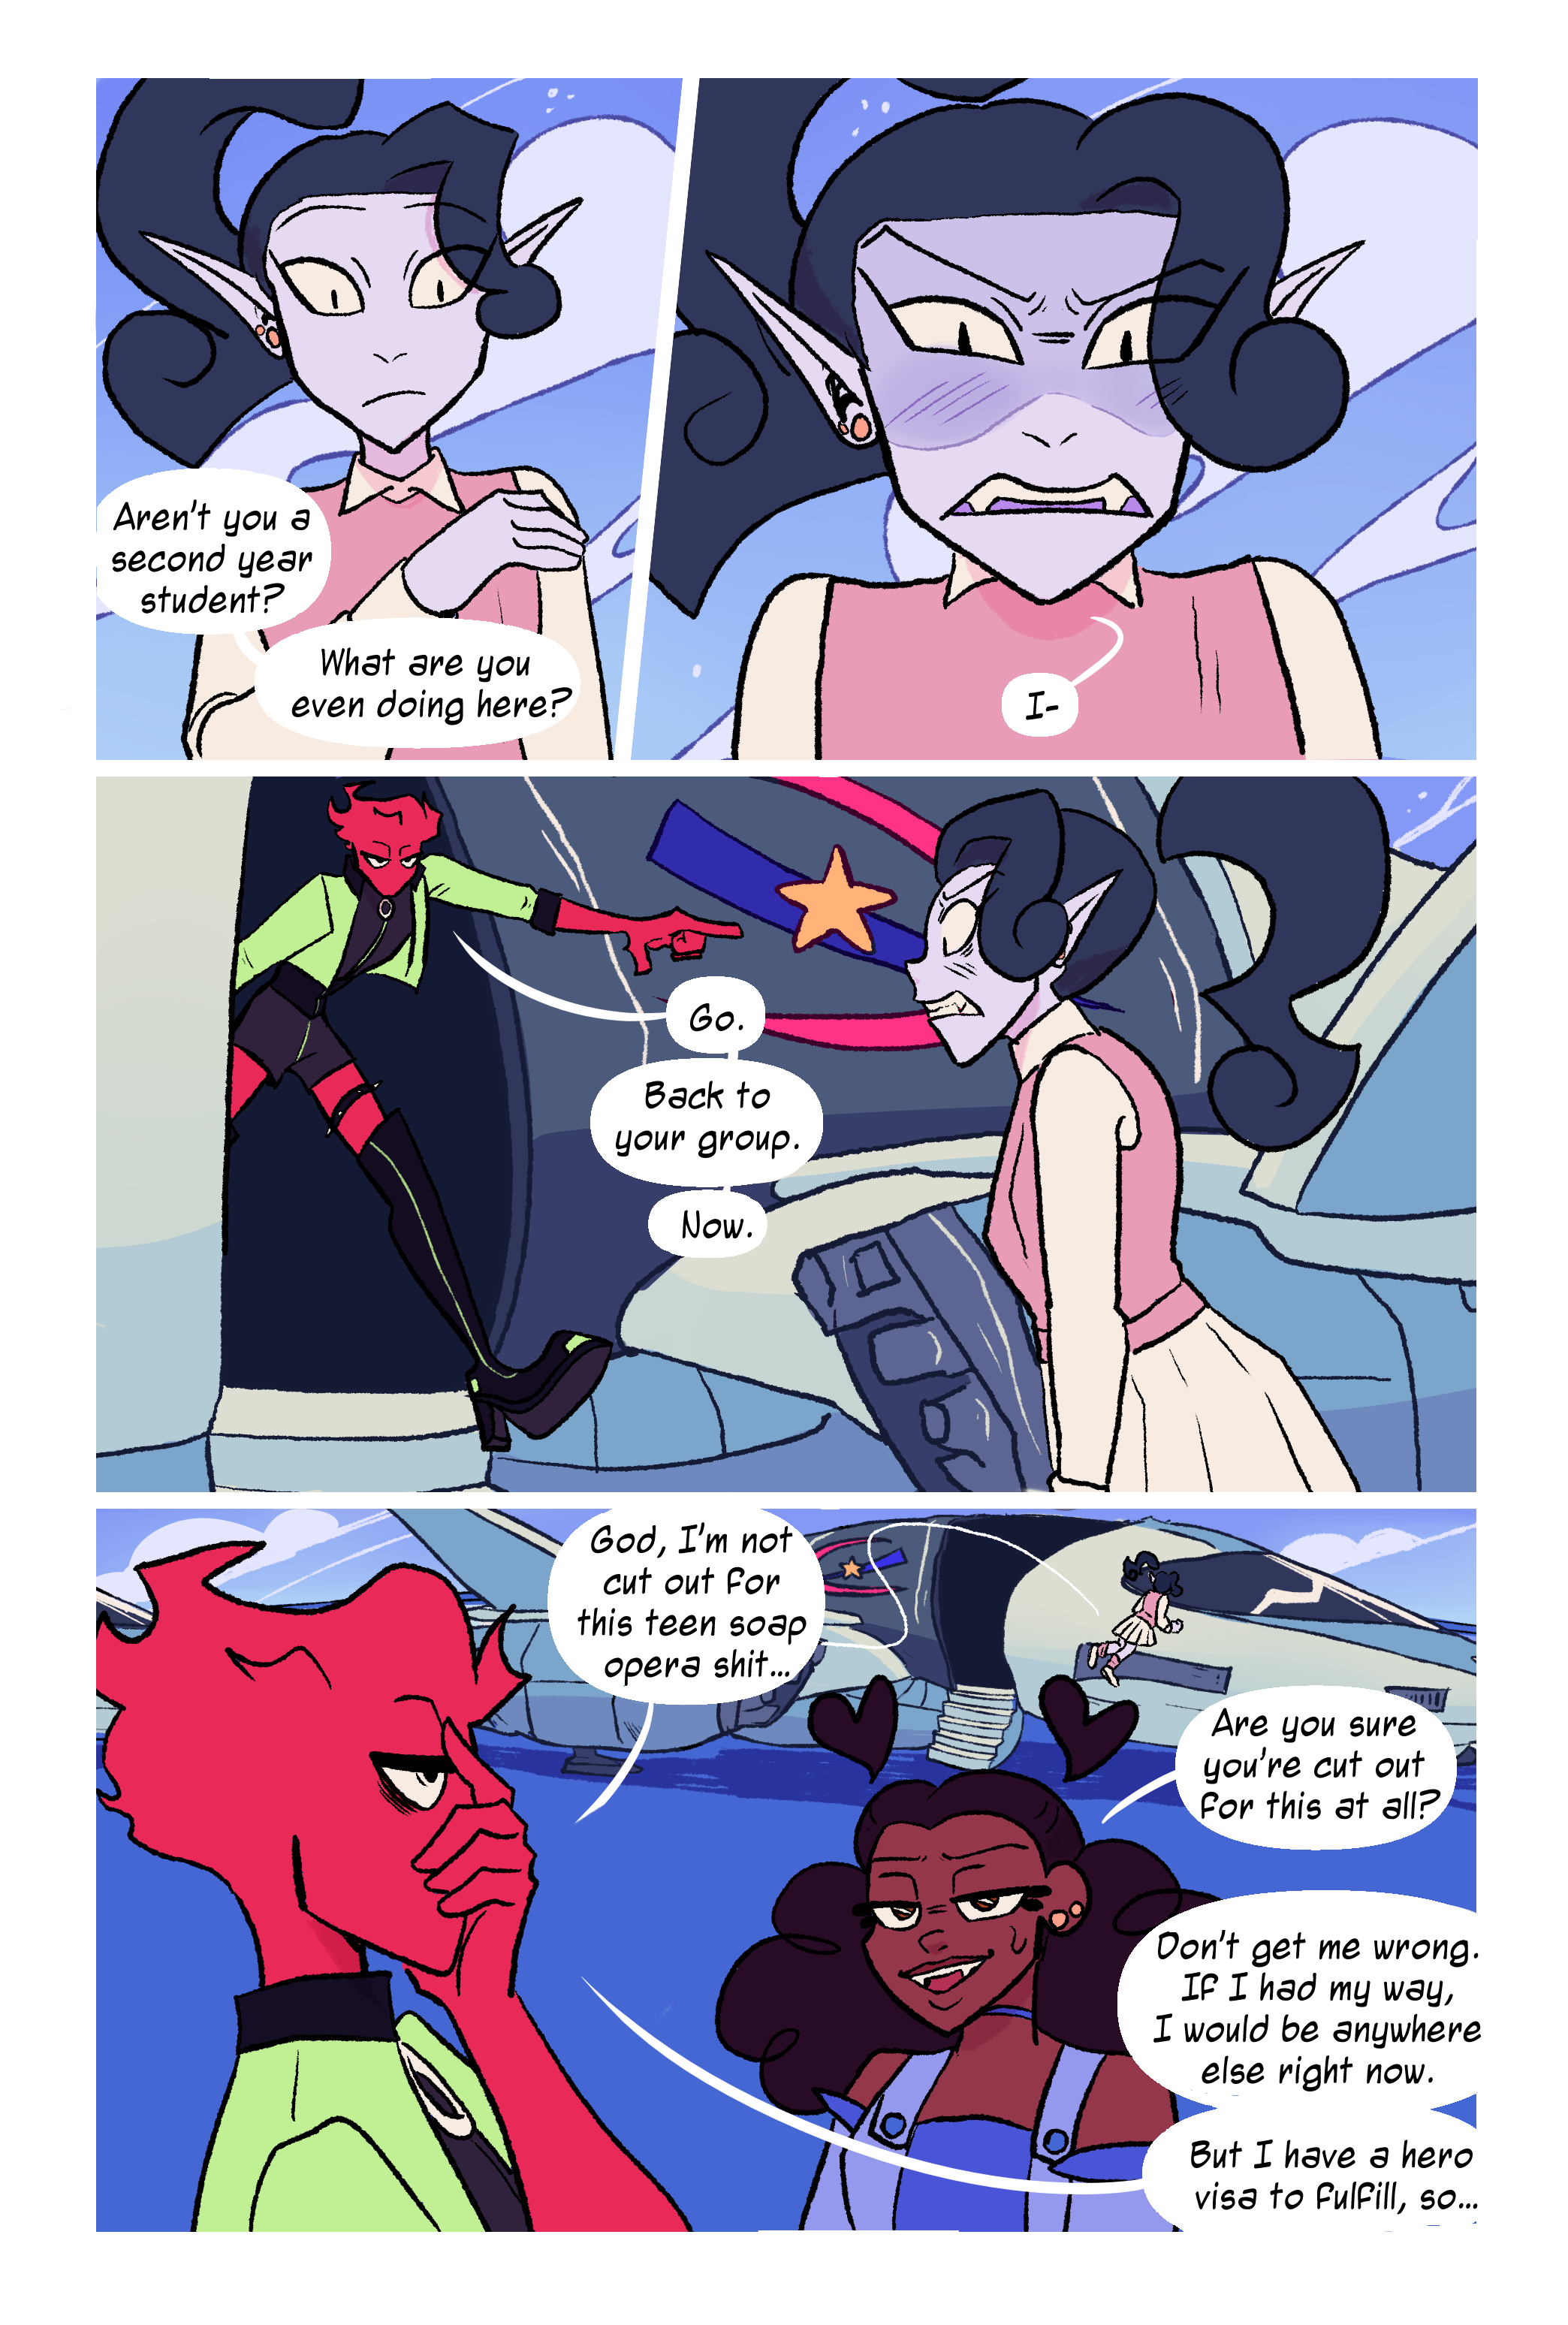 Aren't you a
second year
student?
What are you
even doing here?
I-
Go.
Back to
your group.
Now.
God, I'm not
cut out for
this teen soap
opera shit...
Are you sure
you're cut out
for this at all?
Don't get me wrong.
If I had my way,
I would be anywhere
else right now.
But I have a hero
visa to fulfill, so...